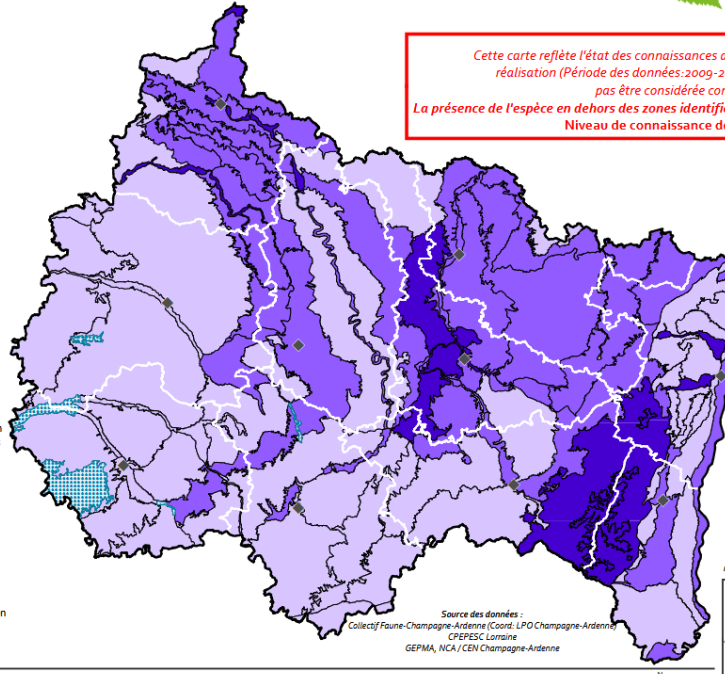 Cette carte reflète l'état des connaissances
réalisation (Période des données:2009-2
pas être considérée
La présence de l'espèce en dehors des zones
Niveau de connaissance
Source des données :
Collectif Faune-Champagne-Ardenne (Coord: LPO Champagne-Ardenne)
CPEPESC Lorraine
GEPMA, NCA / CEN Champagne-Ardenne